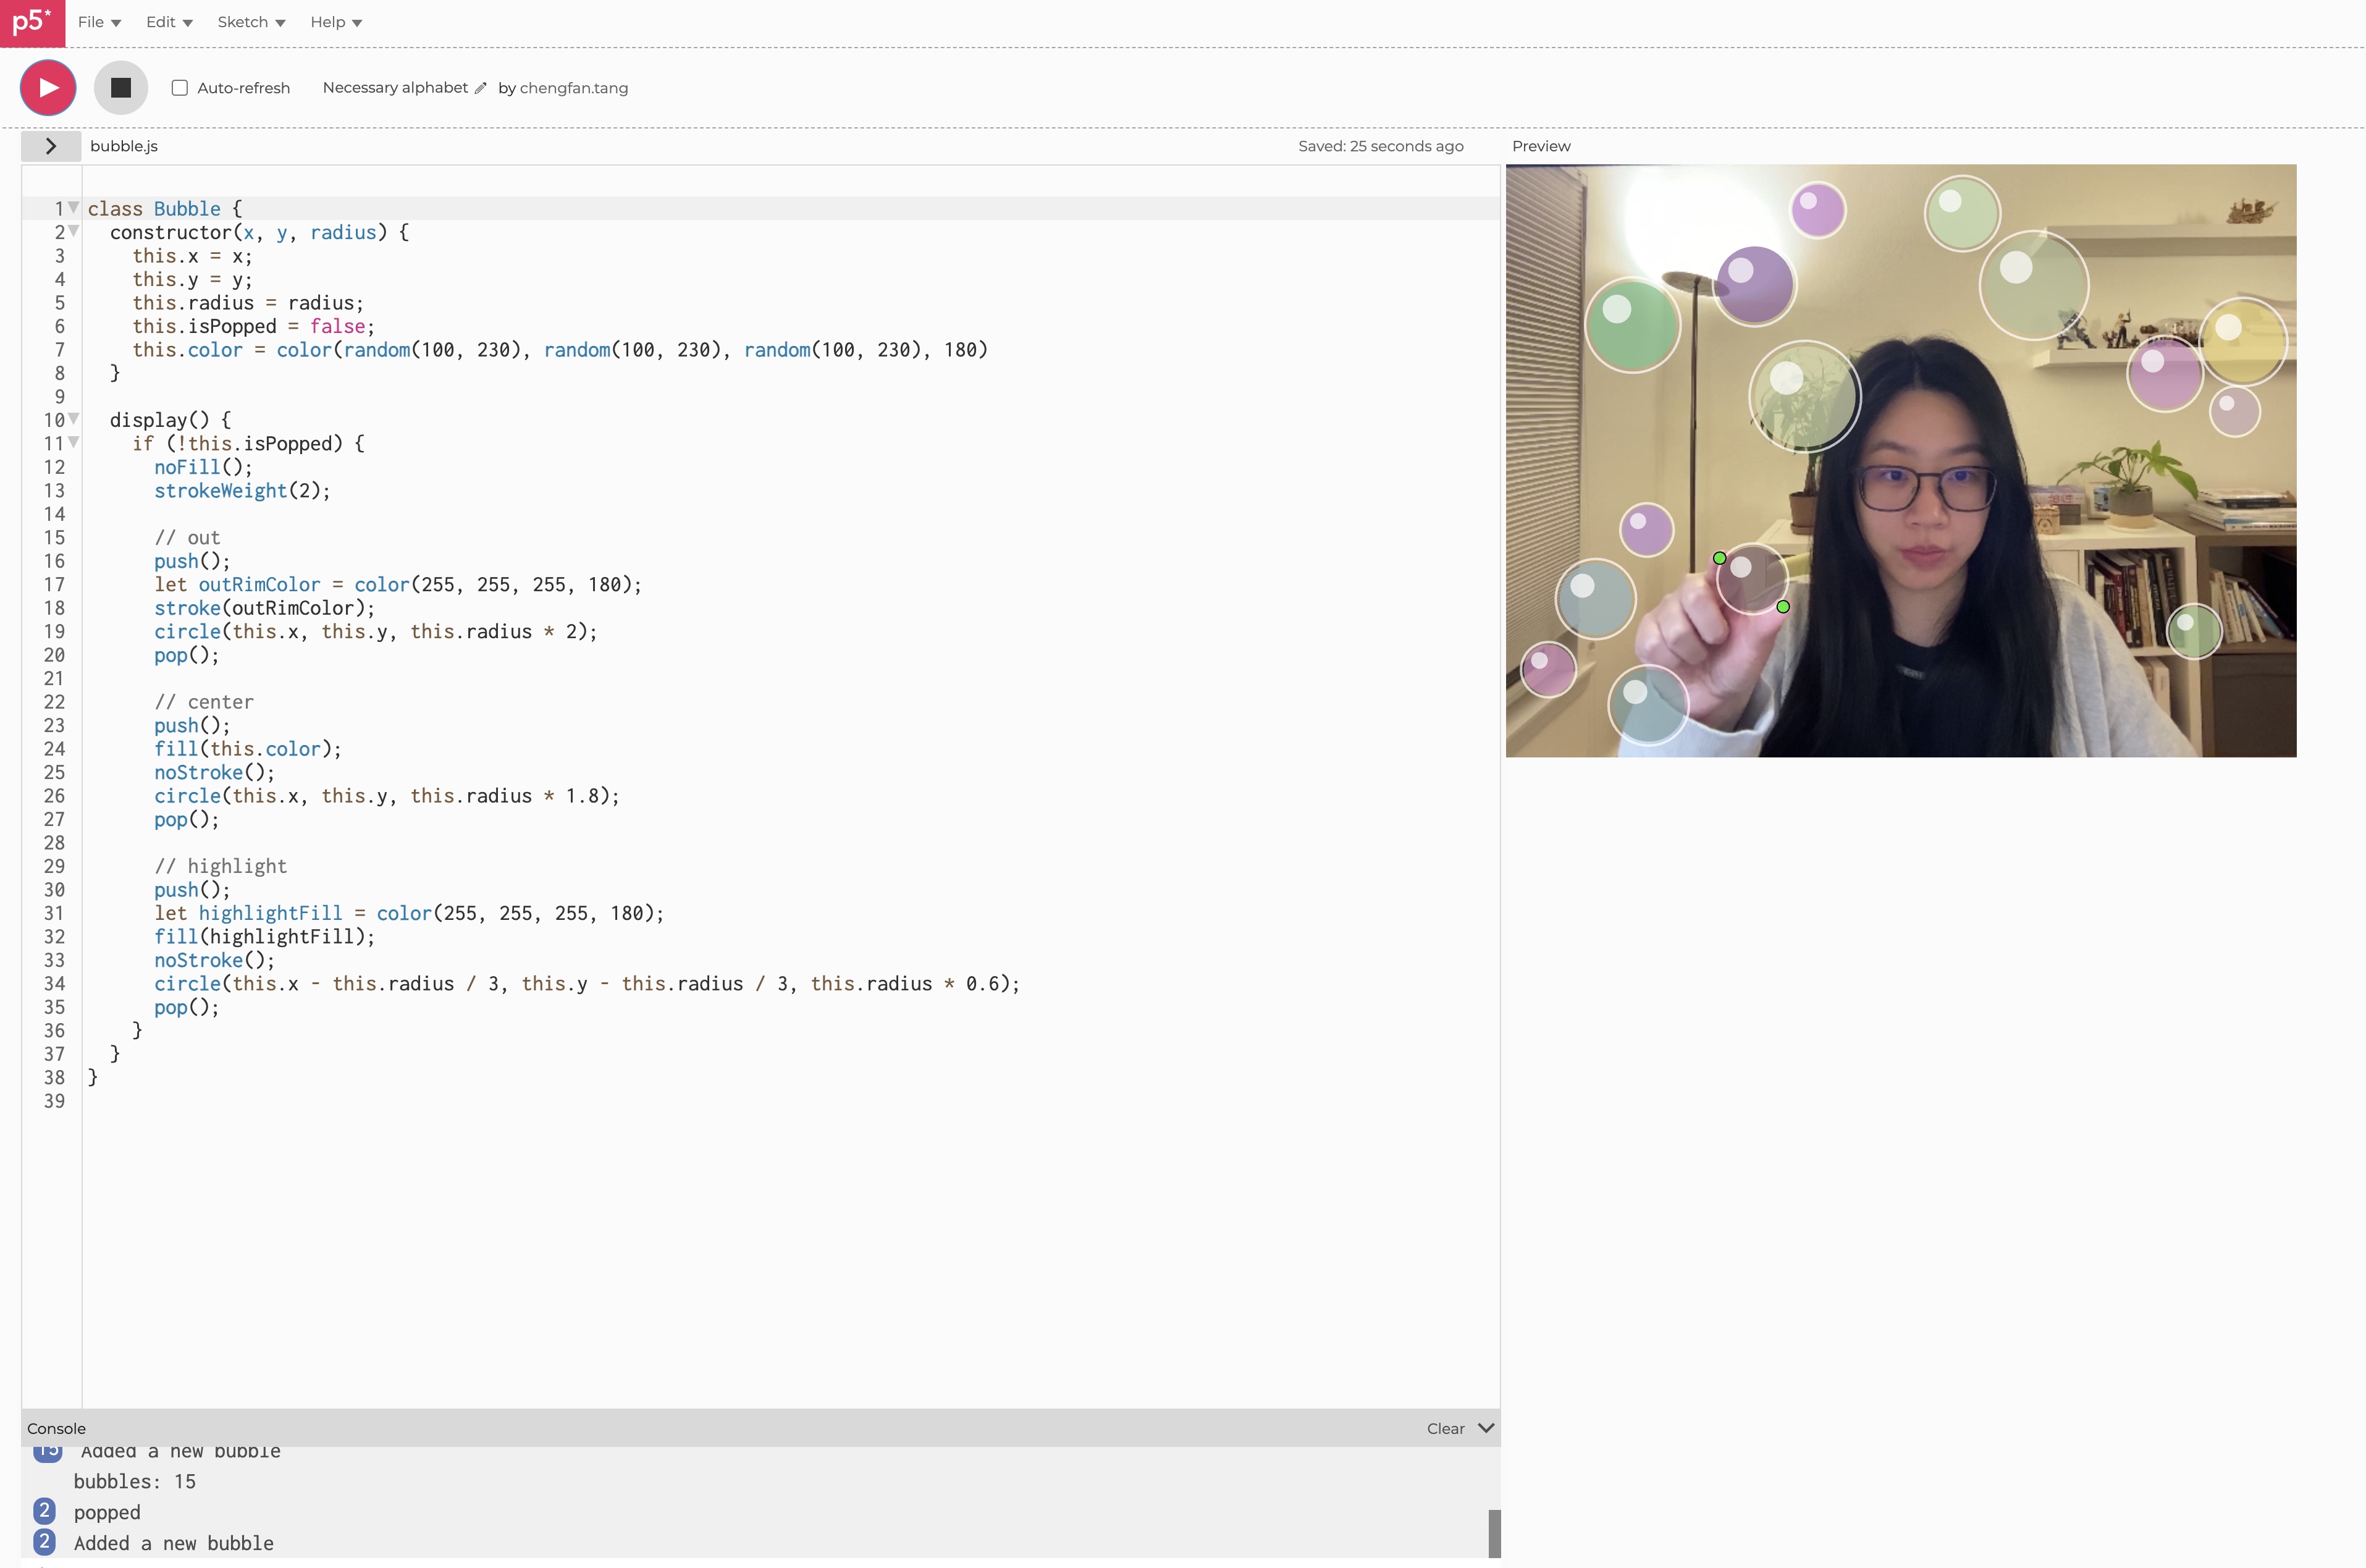 p5*
File Edit Sketch Help
Auto-refresh Necessary alphabet by chengfan.tang
bubble.js Saved: 25 seconds ago Preview
1 class Bubble {
2   constructor(x, y, radius) {
3     this.x = x;
4     this.y = y;
5     this.radius = radius;
6     this.isPopped = false;
7     this.color = color(random(100, 230), random(100, 230), random(100, 230), 180)
8   }
9
10   display() {
11     if (!this.isPopped) {
12       noFill();
13       strokeWeight(2);
14
15       // out
16       push();
17       let outRimColor = color(255, 255, 255, 180);
18       stroke(outRimColor);
19       circle(this.x, this.y, this.radius * 2);
20       pop();
21
22       // center
23       push();
24       fill(this.color);
25       noStroke();
26       circle(this.x, this.y, this.radius * 1.8);
27       pop();
28
29       // highlight
30       push();
31       let highlightFill = color(255, 255, 255, 180);
32       fill(highlightFill);
33       noStroke();
34       circle(this.x - this.radius / 3, this.y - this.radius / 3, this.radius * 0.6);
35       pop();
36     }
37   }
38 }
39
Console Clear
15 Added a new bubble
bubbles: 15
2 popped
2 Added a new bubble